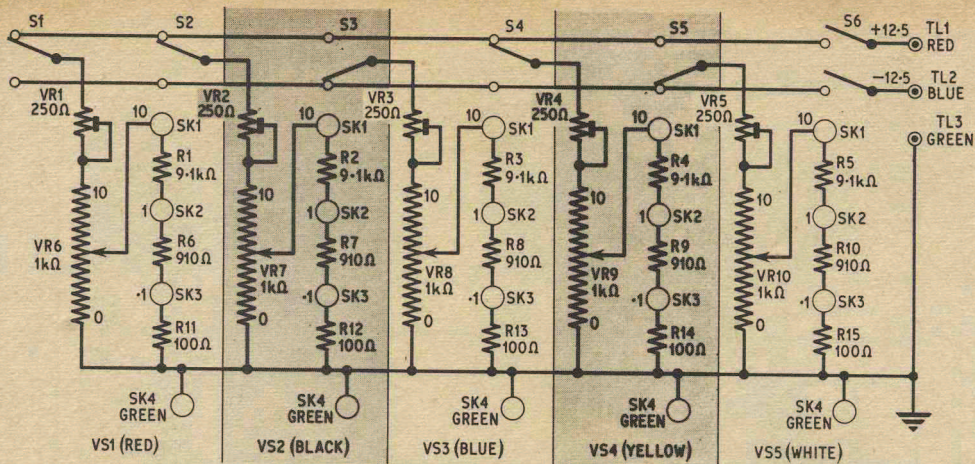 S1
S2
S3
S4
S5
S6
+12·5
TL1
RED
−12·5
TL2
BLUE
TL3
GREEN
VR1
250Ω
10
SK1
R1
9·1kΩ
10
1
SK2
VR6
1kΩ
R6
910Ω
·1
SK3
0
R11
100Ω
SK4
GREEN
VS1 (RED)
VR2
250Ω
10
SK1
R2
9·1kΩ
10
1
SK2
VR7
1kΩ
R7
910Ω
·1
SK3
0
R12
100Ω
SK4
GREEN
VS2 (BLACK)
VR3
250Ω
10
SK1
R3
9·1kΩ
10
1
SK2
VR8
1kΩ
R8
910Ω
·1
SK3
0
R13
100Ω
SK4
GREEN
VS3 (BLUE)
VR4
250Ω
10
SK1
R4
9·1kΩ
10
1
SK2
VR9
1kΩ
R9
910Ω
·1
SK3
0
R14
100Ω
SK4
GREEN
VS4 (YELLOW)
VR5
250Ω
10
SK1
R5
9·1kΩ
10
1
SK2
VR10
1kΩ
R10
910Ω
·1
SK3
0
R15
100Ω
SK4
GREEN
VS5 (WHITE)